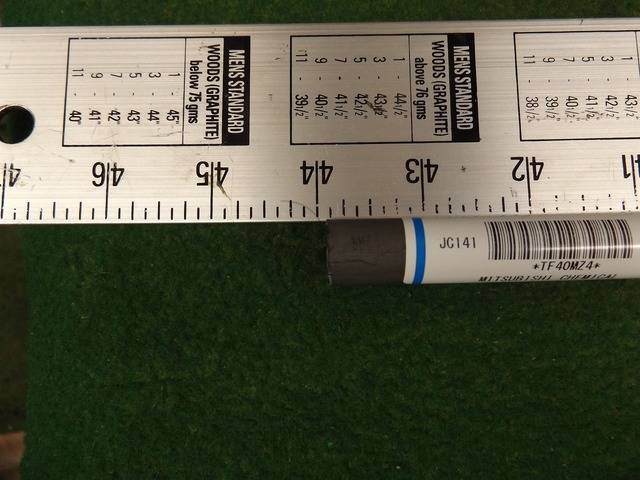 MEN'S STANDARD
WOODS (GRAPHITE)
below 75 gms
1 - 45"
3 - 44"
5 - 43"
7 - 42"
9 - 41"
11 - 40"
MEN'S STANDARD
WOODS (GRAPHITE)
above 76 gms
1 - 44½"
3 - 43½"
5 - 42½"
7 - 41½"
9 - 40½"
11 - 39½"
1 - 43½"
3 - 42½"
5 - 41½"
7 - 40½"
9 - 39½"
11 - 38½"
46 45 44 43 42 41
JC141
*TF40MZ4*
MITSUBISHI CHEMICAL